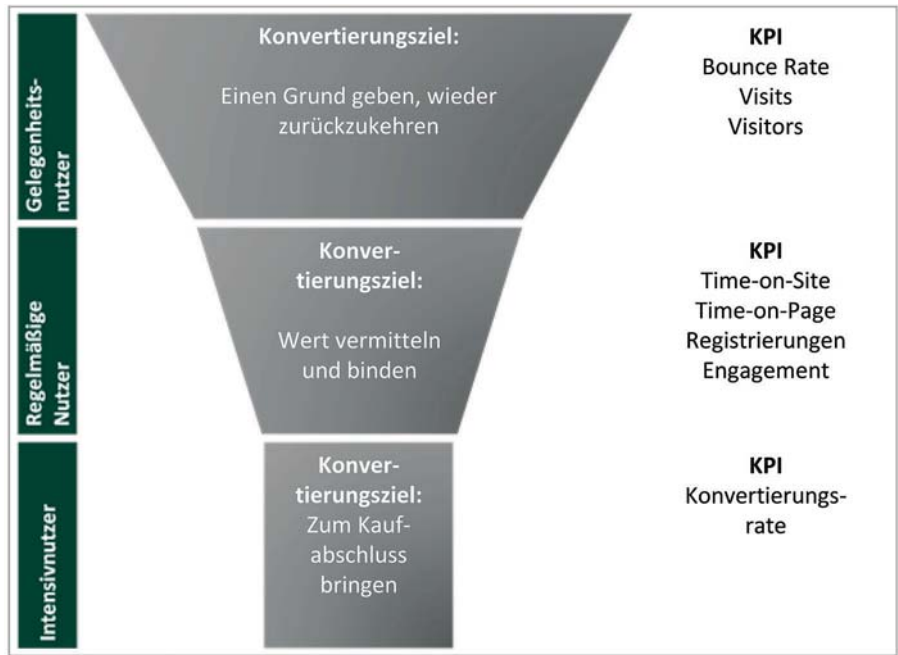 Gelegenheits-
nutzer
Konvertierungsziel:
Einen Grund geben, wieder
zurückzukehren
KPI
Bounce Rate
Visits
Visitors
Regelmäßige
Nutzer
Konver-
tierungsziel:
Wert vermitteln
und binden
KPI
Time-on-Site
Time-on-Page
Registrierungen
Engagement
Intensivnutzer
Konver-
tierungsziel:
Zum Kauf-
abschluss
bringen
KPI
Konvertierungs-
rate